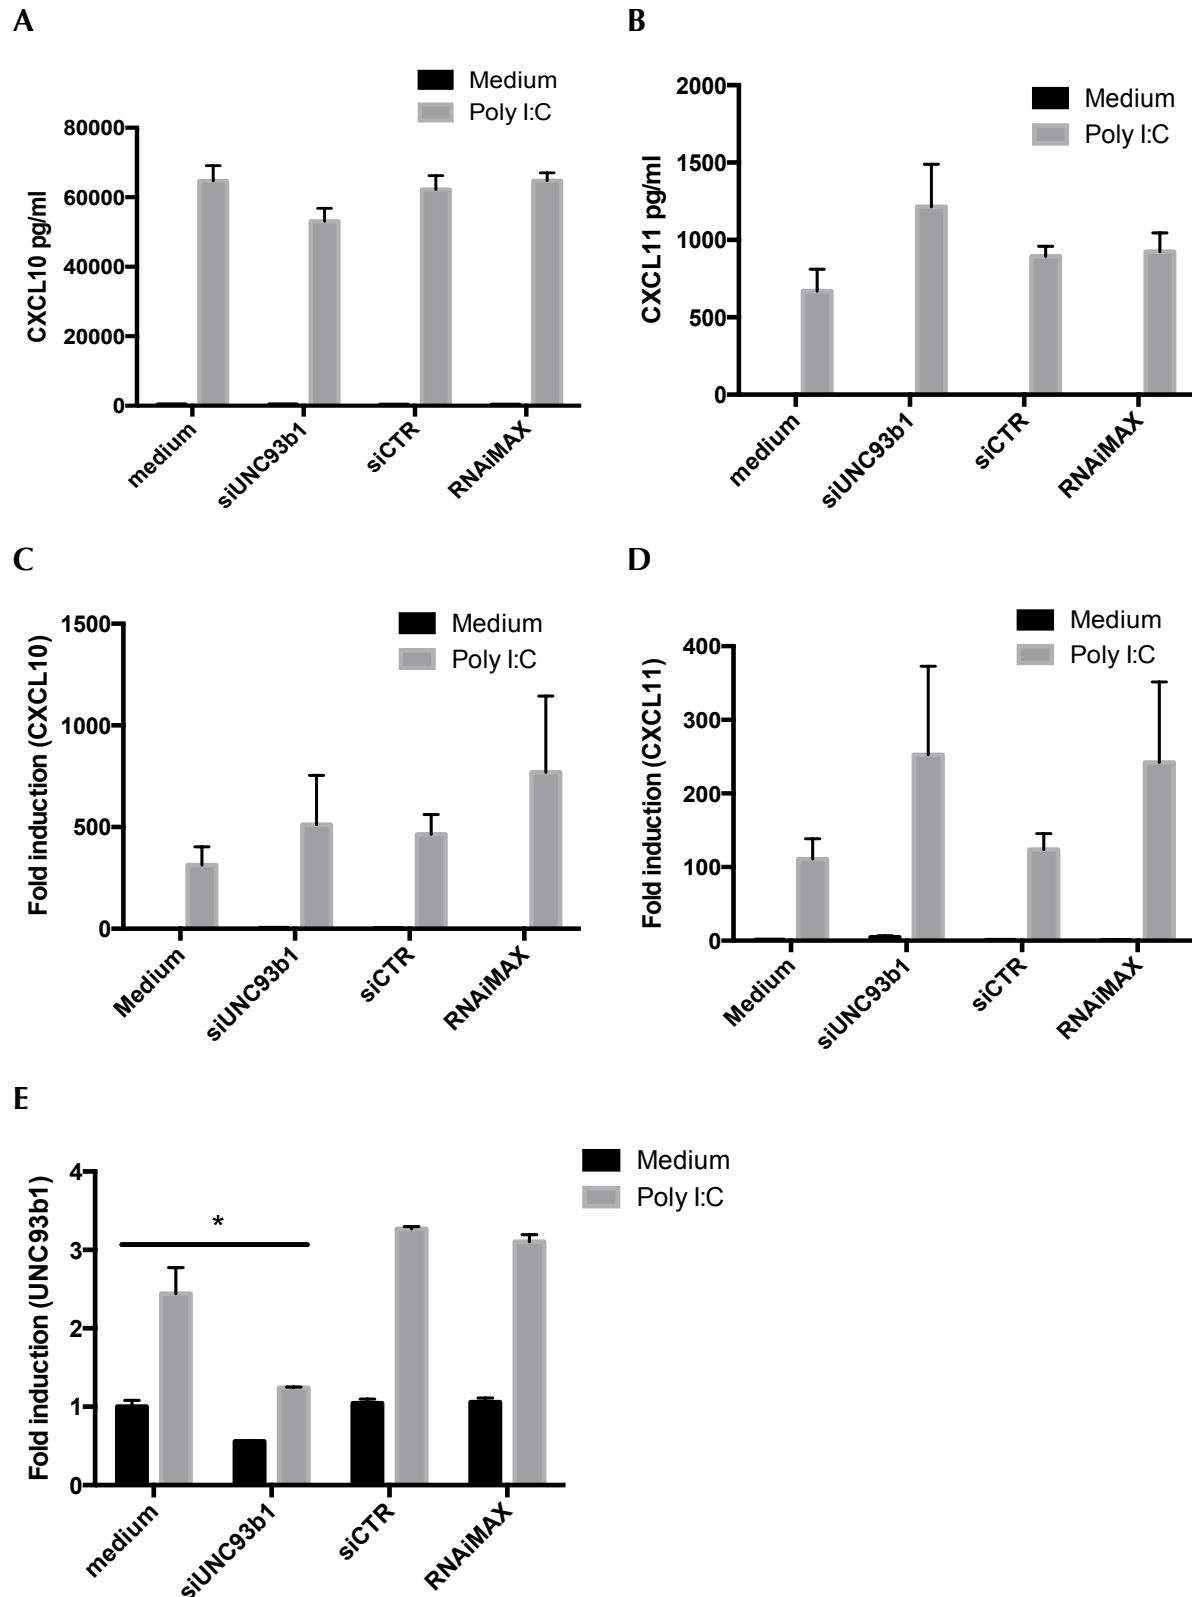 A
Medium
Poly I:C
CXCL10 pg/ml
80000
60000
40000
20000
0
medium
siUNC93b1
siCTR
RNAiMAX
B
Medium
Poly I:C
CXCL11 pg/ml
2000
1500
1000
500
0
medium
siUNC93b1
siCTR
RNAiMAX
C
Medium
Poly I:C
Fold induction (CXCL10)
1500
1000
500
0
Medium
siUNC93b1
siCTR
RNAiMAX
D
Medium
Poly I:C
Fold induction (CXCL11)
400
300
200
100
0
Medium
siUNC93b1
siCTR
RNAiMAX
E
Medium
Poly I:C
Fold induction (UNC93b1)
4
3
2
1
0
*
medium
siUNC93b1
siCTR
RNAiMAX